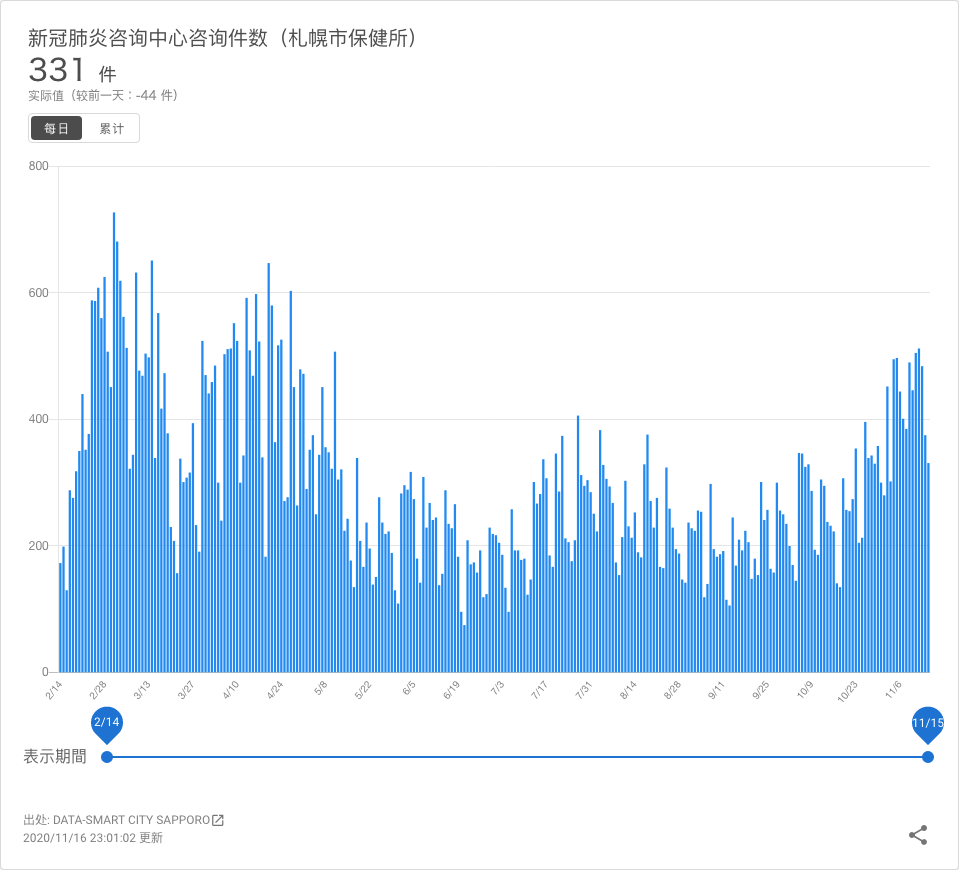 新冠肺炎咨询中心咨询件数（札幌市保健所）
331 件
实际值（较前一天：-44 件）
每日 累计
800
600
400
200
0
2/14 2/28 3/13 3/27 4/10 4/24 5/8 5/22 6/5 6/19 7/3 7/17 7/31 8/14 8/28 9/11 9/25 10/9 10/23 11/6
2/14 11/15
表示期間
出处: DATA-SMART CITY SAPPORO
2020/11/16 23:01:02 更新